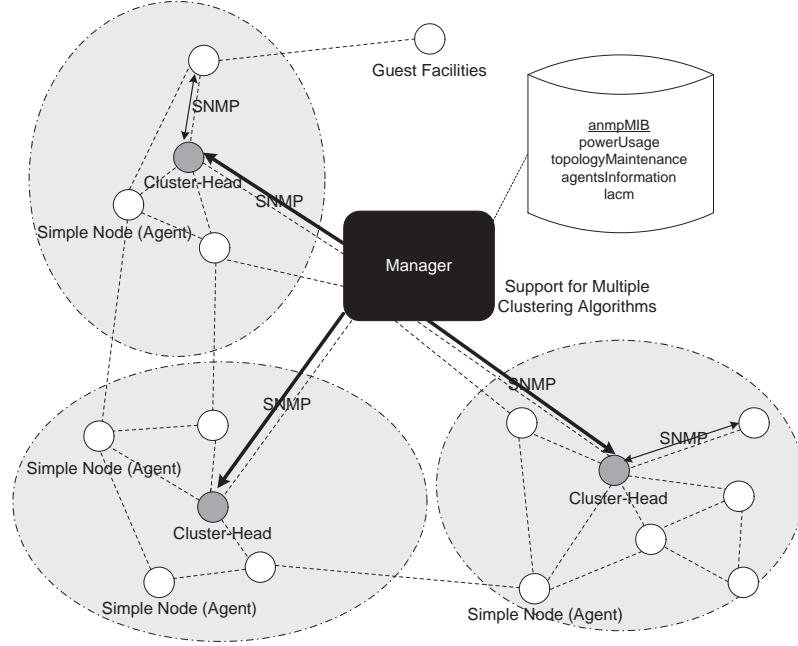 Guest Facilities
SNMP
anmpMIB
powerUsage
topologyMaintenance
agentsInformation
lacm
Cluster-Head
SNMP
Simple Node (Agent)
Manager
Support for Multiple
Clustering Algorithms
SNMP
SNMP
SNMP
Simple Node (Agent)
Cluster-Head
Cluster-Head
Simple Node (Agent)
Simple Node (Agent)